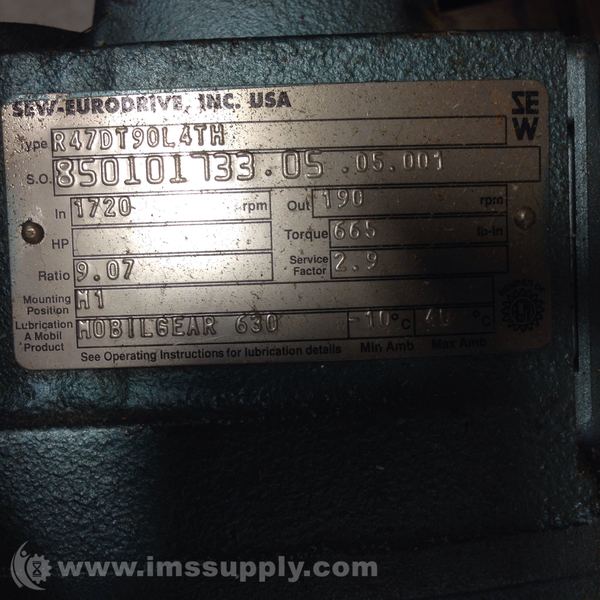 SEW-EURODRIVE, INC. USA
SE
W
Type R47DT90L4TH
S.O. 850101733.05 .05.001
In 1720 rpm Out 190 rpm
HP Torque 665 lb-in
Ratio 9.07 Service Factor 2.9
Mounting Position M1
Lubrication A Mobil Product MOBILGEAR 630 -10°C 40 °C
See Operating Instructions for lubrication details Min Amb Max Amb
www.imssupply.com